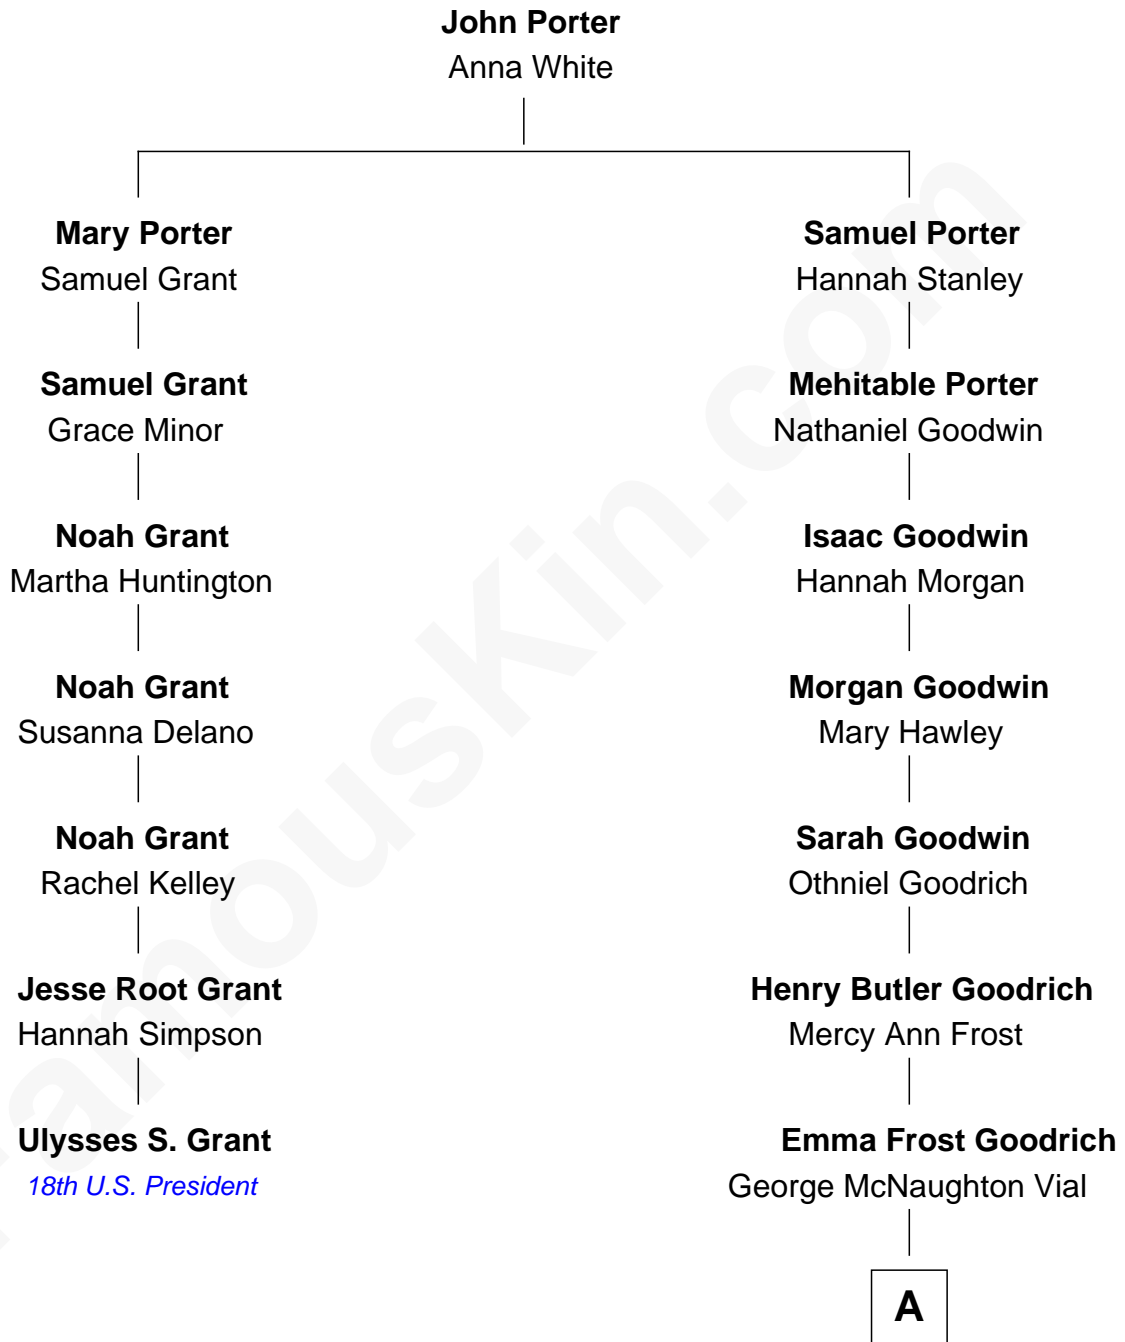 John Porter
Anna White
Mary Porter
Samuel Grant
Samuel Porter
Hannah Stanley
Samuel Grant
Grace Minor
Mehitable Porter
Nathaniel Goodwin
Noah Grant
Martha Huntington
Isaac Goodwin
Hannah Morgan
Noah Grant
Susanna Delano
Morgan Goodwin
Mary Hawley
Noah Grant
Rachel Kelley
Sarah Goodwin
Othniel Goodrich
Jesse Root Grant
Hannah Simpson
Henry Butler Goodrich
Mercy Ann Frost
Ulysses S. Grant
18th U.S. President
Emma Frost Goodrich
George McNaughton Vial
A
FamousKin.com